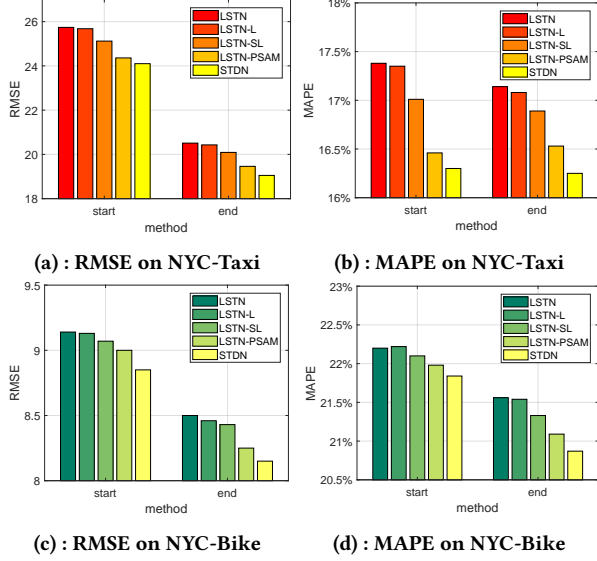 26
24
22
20
18
RMSE
LSTN
LSTN-L
LSTN-SL
LSTN-PSAM
STDN
start
end
method
(a) : RMSE on NYC-Taxi
18%
17.5%
17%
16.5%
16%
MAPE
LSTN
LSTN-L
LSTN-SL
LSTN-PSAM
STDN
start
end
method
(b) : MAPE on NYC-Taxi
9.5
9
8.5
8
RMSE
LSTN
LSTN-L
LSTN-SL
LSTN-PSAM
STDN
start
end
method
(c) : RMSE on NYC-Bike
23%
22.5%
22%
21.5%
21%
20.5%
MAPE
LSTN
LSTN-L
LSTN-SL
LSTN-PSAM
STDN
start
end
method
(d) : MAPE on NYC-Bike